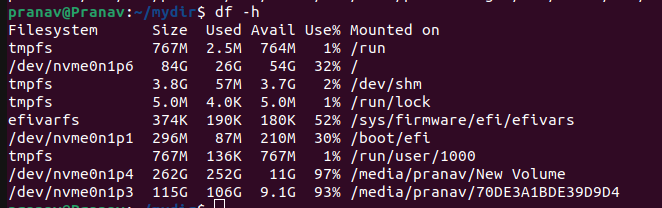 pranav@Pranav:~/mydir$ df -h
Filesystem      Size  Used Avail Use% Mounted on
tmpfs           767M  2.5M  764M   1% /run
/dev/nvme0n1p6   84G   26G   54G  32% /
tmpfs           3.8G   57M  3.7G   2% /dev/shm
tmpfs           5.0M  4.0K  5.0M   1% /run/lock
efivarfs        374K  190K  180K  52% /sys/firmware/efi/efivars
/dev/nvme0n1p1  296M   87M  210M  30% /boot/efi
tmpfs           767M  136K  767M   1% /run/user/1000
/dev/nvme0n1p4  262G  252G   11G  97% /media/pranav/New Volume
/dev/nvme0n1p3  115G  106G  9.1G  93% /media/pranav/70DE3A1BDE39D9D4